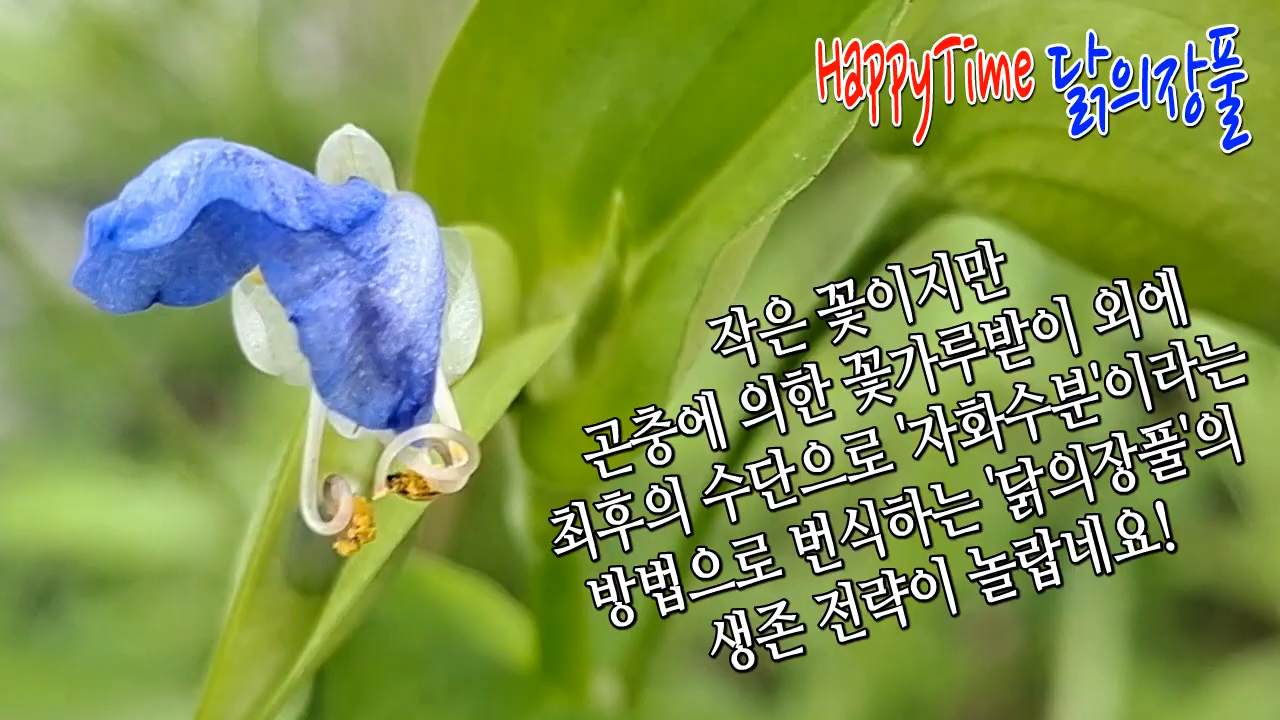 HappyTime 닭의장풀
작은 꽃이지만
곤충에 의한 꽃가루받이 외에
최후의 수단으로 '자화수분'이라는
방법으로 번식하는 '닭의장풀'의
생존 전략이 놀랍네요!